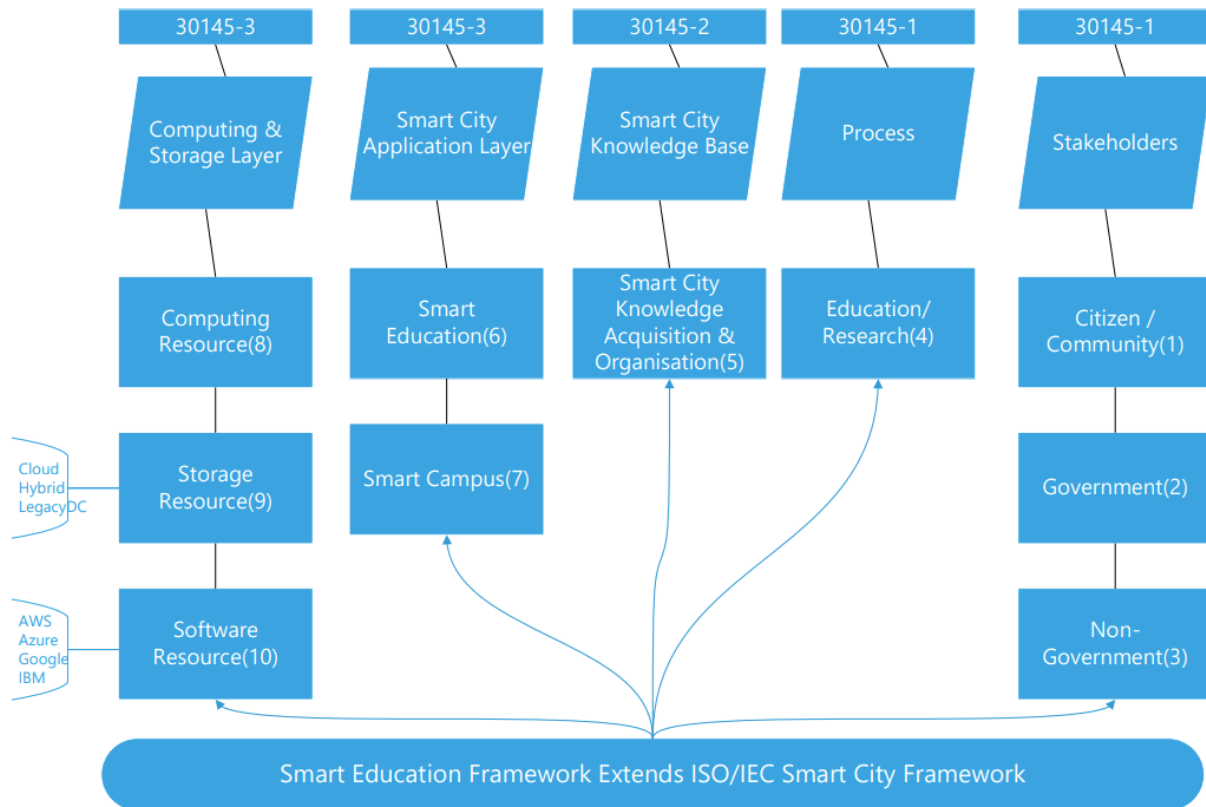 30145-3
30145-3
30145-2
30145-1
30145-1
Computing &
Storage Layer
Smart City
Application Layer
Smart City
Knowledge Base
Process
Stakeholders
Computing
Resource(8)
Smart
Education(6)
Smart City
Knowledge
Acquisition &
Organisation(5)
Education/
Research(4)
Citizen /
Community(1)
Cloud
Hybrid
LegacyDC
Storage
Resource(9)
Smart Campus(7)
Government(2)
AWS
Azure
Google
IBM
Software
Resource(10)
Non-
Government(3)
Smart Education Framework Extends ISO/IEC Smart City Framework